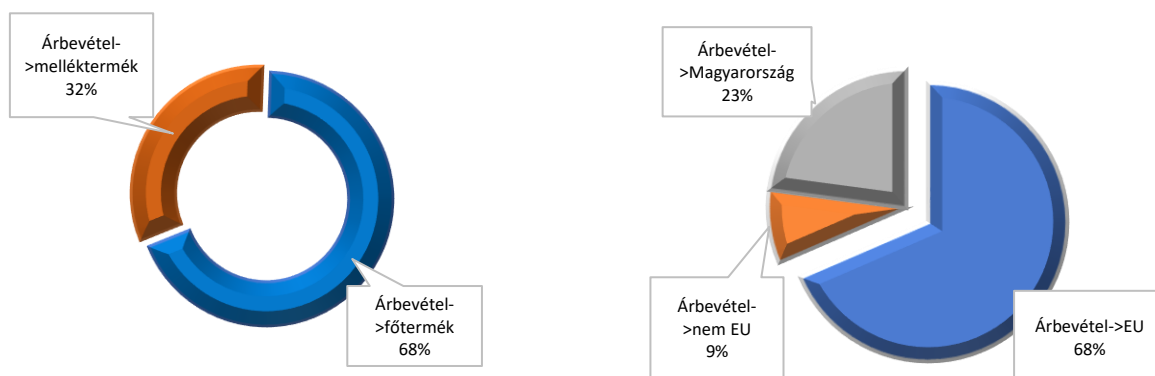 Árbevétel-
>melléktermék
32%
Árbevétel-
>főtermék
68%
Árbevétel-
>Magyarország
23%
Árbevétel-
>nem EU
9%
Árbevétel->EU
68%